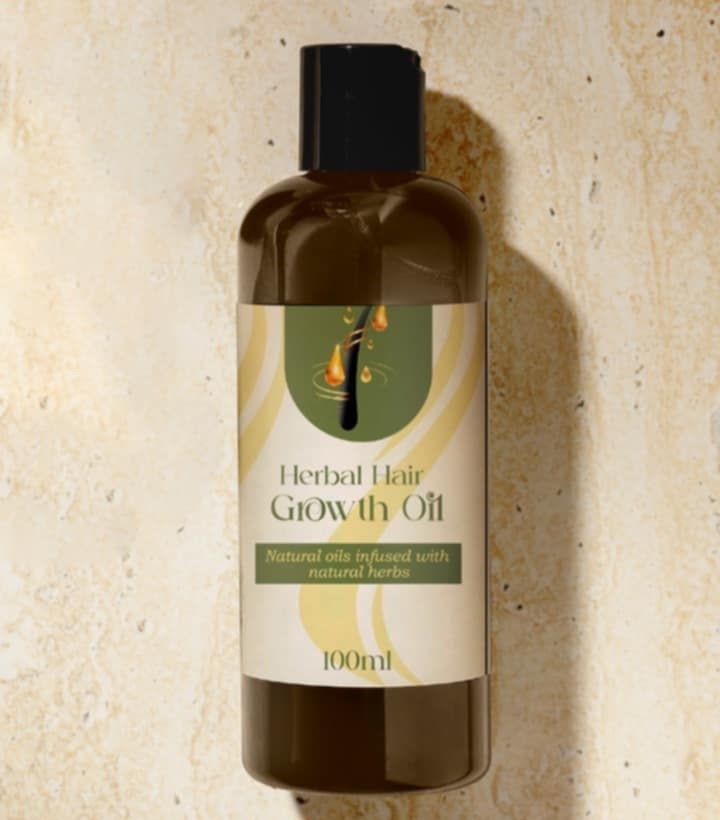 Herbal Hair
Growth Oil
Natural oils infused with
natural herbs
100ml